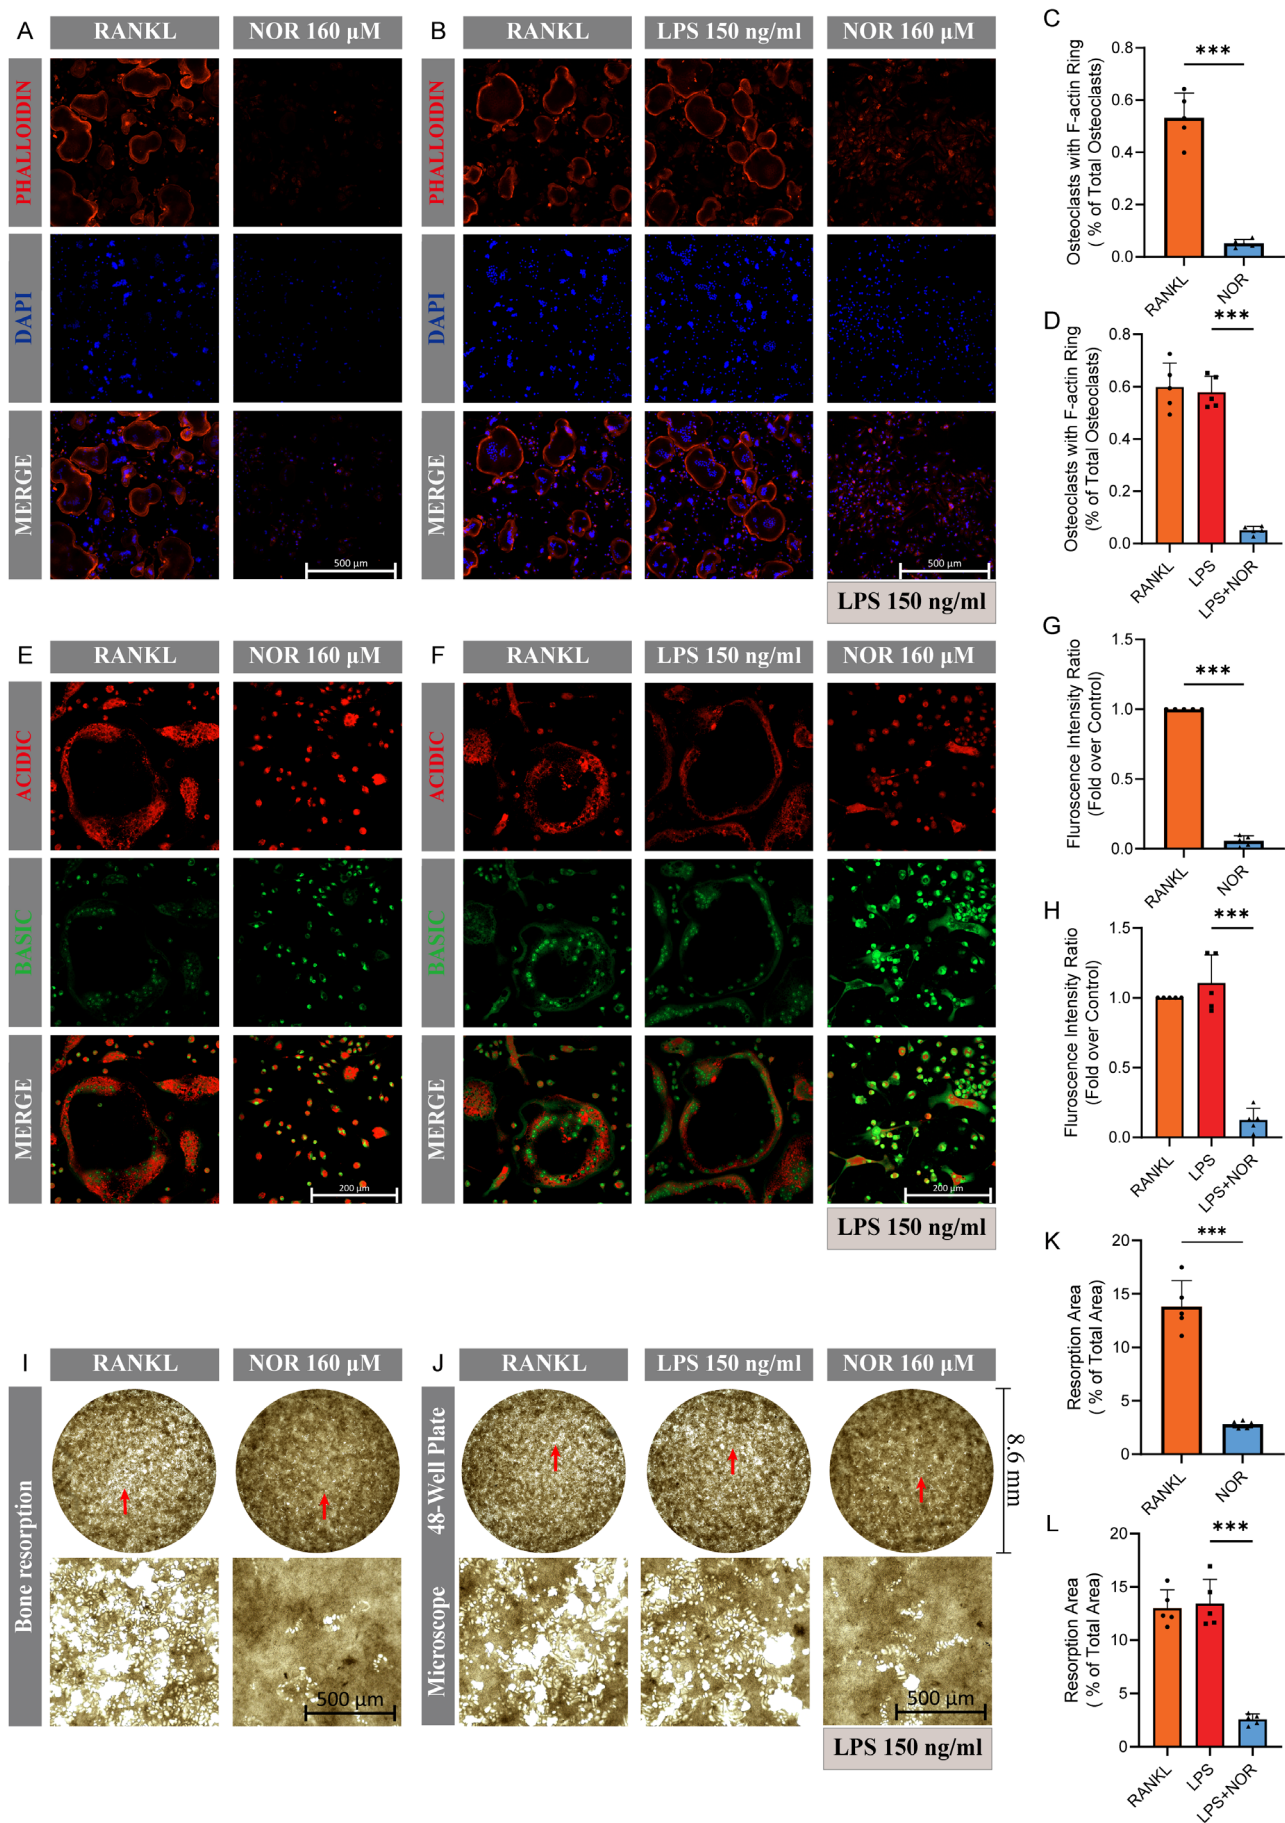 A
RANKL
NOR 160 μM
PHALLOIDIN
DAPI
MERGE
500 μm
B
RANKL
LPS 150 ng/ml
NOR 160 μM
PHALLOIDIN
DAPI
MERGE
500 μm
LPS 150 ng/ml
C
Osteoclasts with F-actin Ring
( % of Total Osteoclasts)
0.8
0.6
0.4
0.2
0.0
***
RANKL
NOR
D
Osteoclasts with F-actin Ring
(% of Total Osteoclasts)
0.8
0.6
0.4
0.2
0.0
***
RANKL
LPS
LPS+NOR
E
RANKL
NOR 160 μM
ACIDIC
BASIC
MERGE
200 μm
F
RANKL
LPS 150 ng/ml
NOR 160 μM
ACIDIC
BASIC
MERGE
200 μm
LPS 150 ng/ml
G
Fluroscence Intensity Ratio
(Fold over Control)
1.5
1.0
0.5
0.0
***
RANKL
NOR
H
Fluroscence Intensity Ratio
(Fold over Control)
1.5
1.0
0.5
0.0
***
RANKL
LPS
LPS+NOR
I
RANKL
NOR 160 μM
Bone resorption
500 μm
J
RANKL
LPS 150 ng/ml
NOR 160 μM
48-Well Plate
Microscope
8.6 mm
500 μm
LPS 150 ng/ml
K
Resorption Area
( % of Total Area)
20
15
10
5
0
***
RANKL
NOR
L
Resorption Area
( % of Total Area)
20
15
10
5
0
***
RANKL
LPS
LPS+NOR